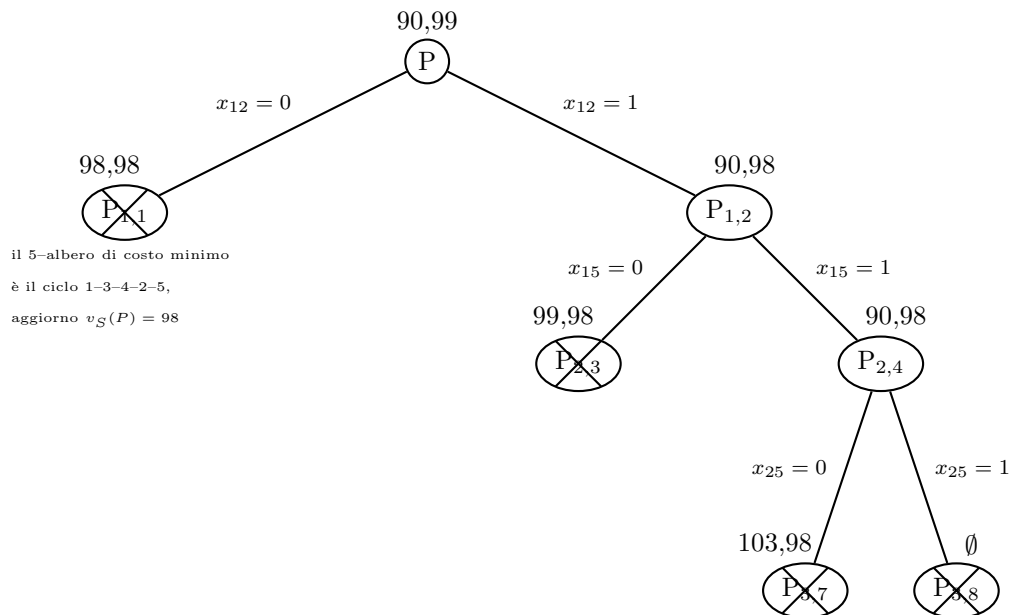 90,99
P
x₁₂ = 0
x₁₂ = 1
98,98
90,98
P₁,₁
P₁,₂
il 5–albero di costo minimo
è il ciclo 1–3–4–2–5,
aggiorno v_S(P) = 98
x₁₅ = 0
x₁₅ = 1
99,98
90,98
P₂,₃
P₂,₄
x₂₅ = 0
x₂₅ = 1
103,98
∅
P₃,₇
P₃,₈